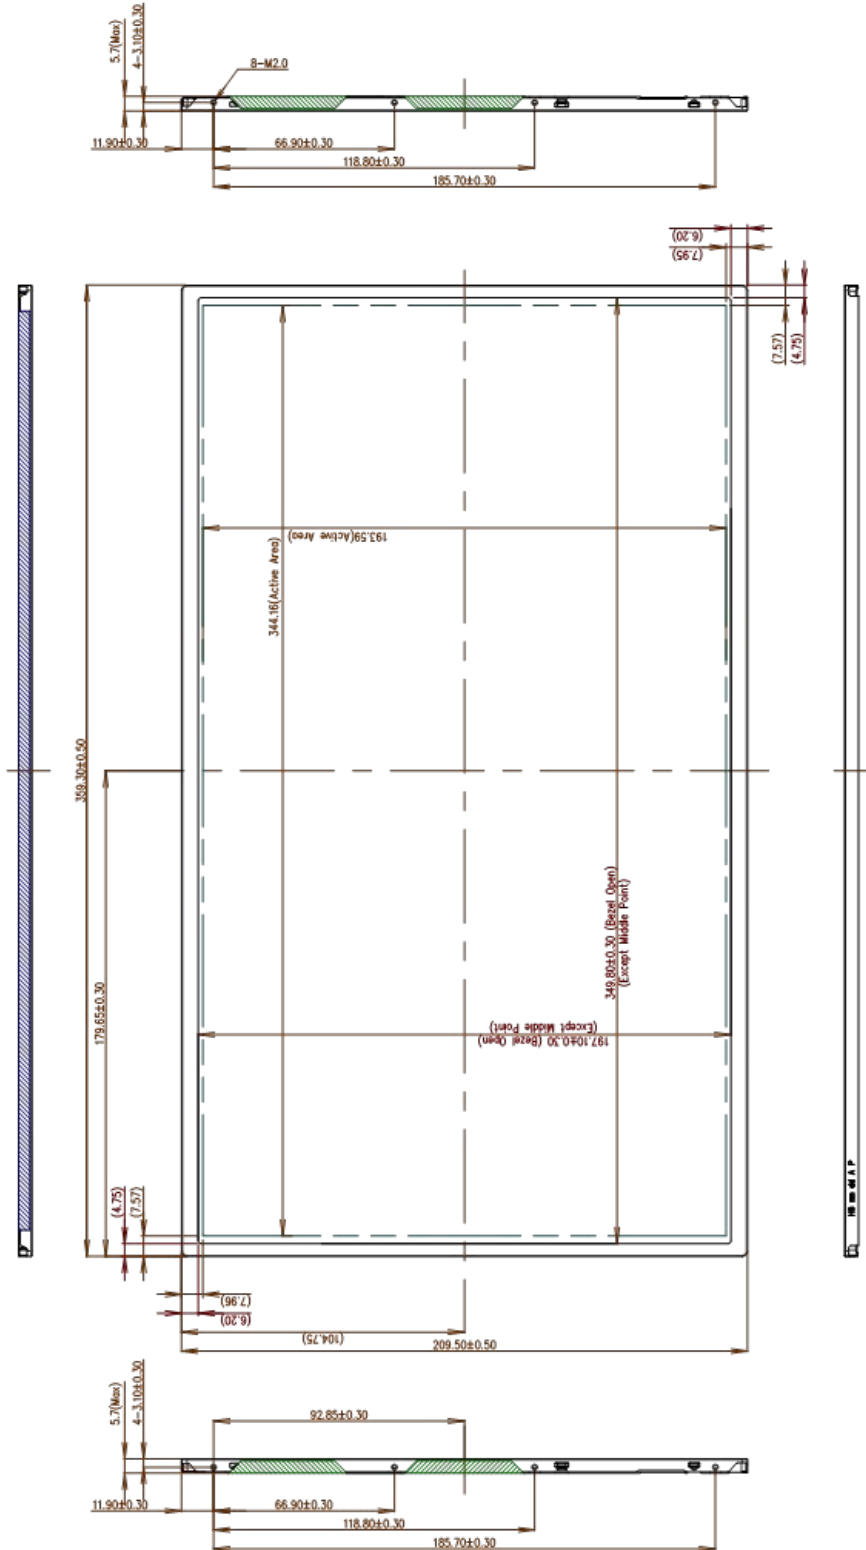 5.7(Max)
4-3.10±0.30
8-M2.0
11.90±0.30
66.90±0.30
118.80±0.30
185.70±0.30
(6.20)
(7.95)
(7.57)
(4.75)
193.59(Active Area)
344.16(Active Area)
359.30±0.50
179.65±0.30
349.80±0.30 (Bezel Open)
(Except Middle Point)
197.10±0.30 (Bezel Open)
(Except Middle Point)
(4.75)
(7.57)
(7.96)
(6.20)
(104.75)
209.50±0.50
5.7(Max)
4-3.10±0.30
92.85±0.30
11.90±0.30
66.90±0.30
118.80±0.30
185.70±0.30